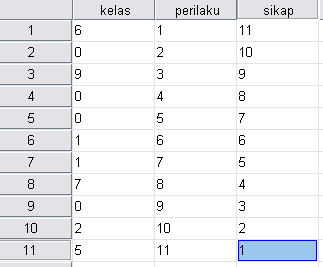 kelas perilaku sikap
1 6 1 11
2 0 2 10
3 9 3 9
4 0 4 8
5 0 5 7
6 1 6 6
7 1 7 5
8 7 8 4
9 0 9 3
10 2 10 2
11 5 11 1